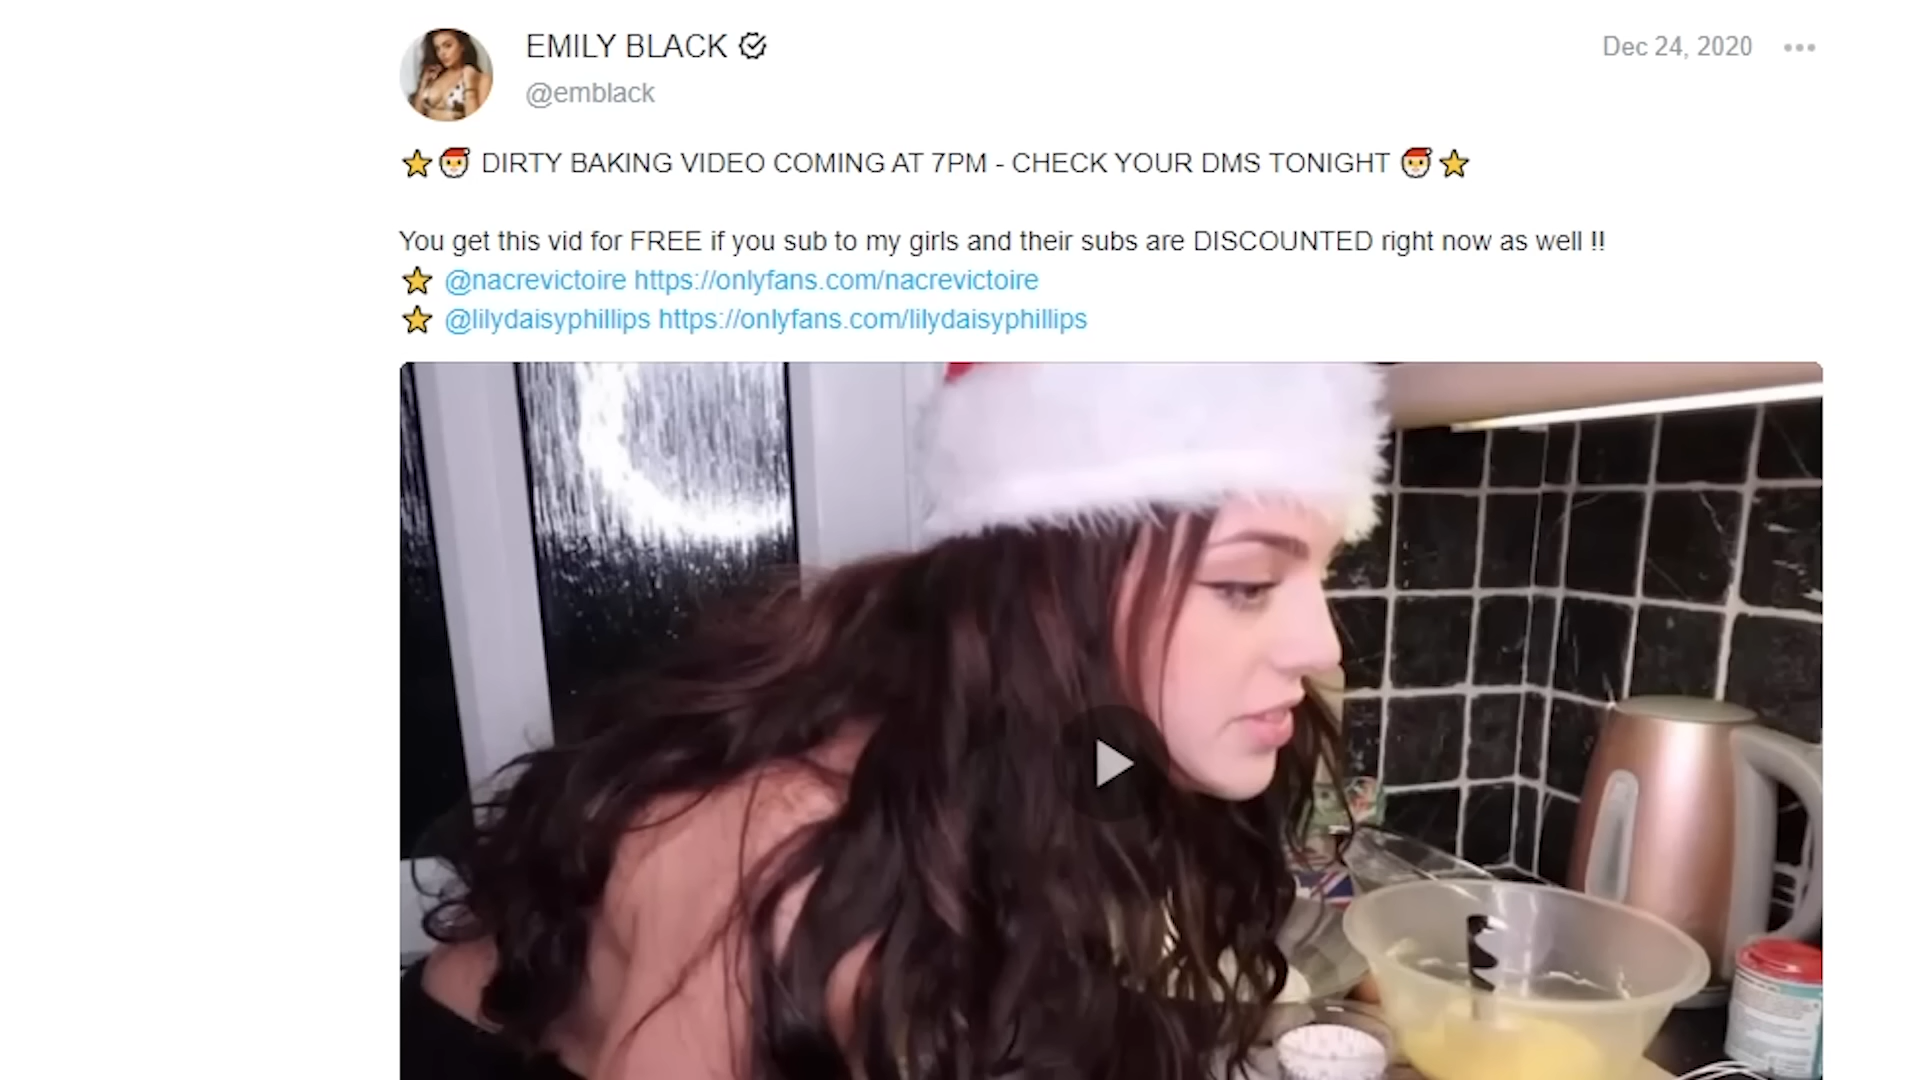 EMILY BLACK
Dec 24, 2020
@emblack
⭐🎅 DIRTY BAKING VIDEO COMING AT 7PM - CHECK YOUR DMS TONIGHT 🎅⭐
You get this vid for FREE if you sub to my girls and their subs are DISCOUNTED right now as well !!
⭐ @nacrevictoire https://onlyfans.com/nacrevictoire
⭐ @lilydaisyphillips https://onlyfans.com/lilydaisyphillips